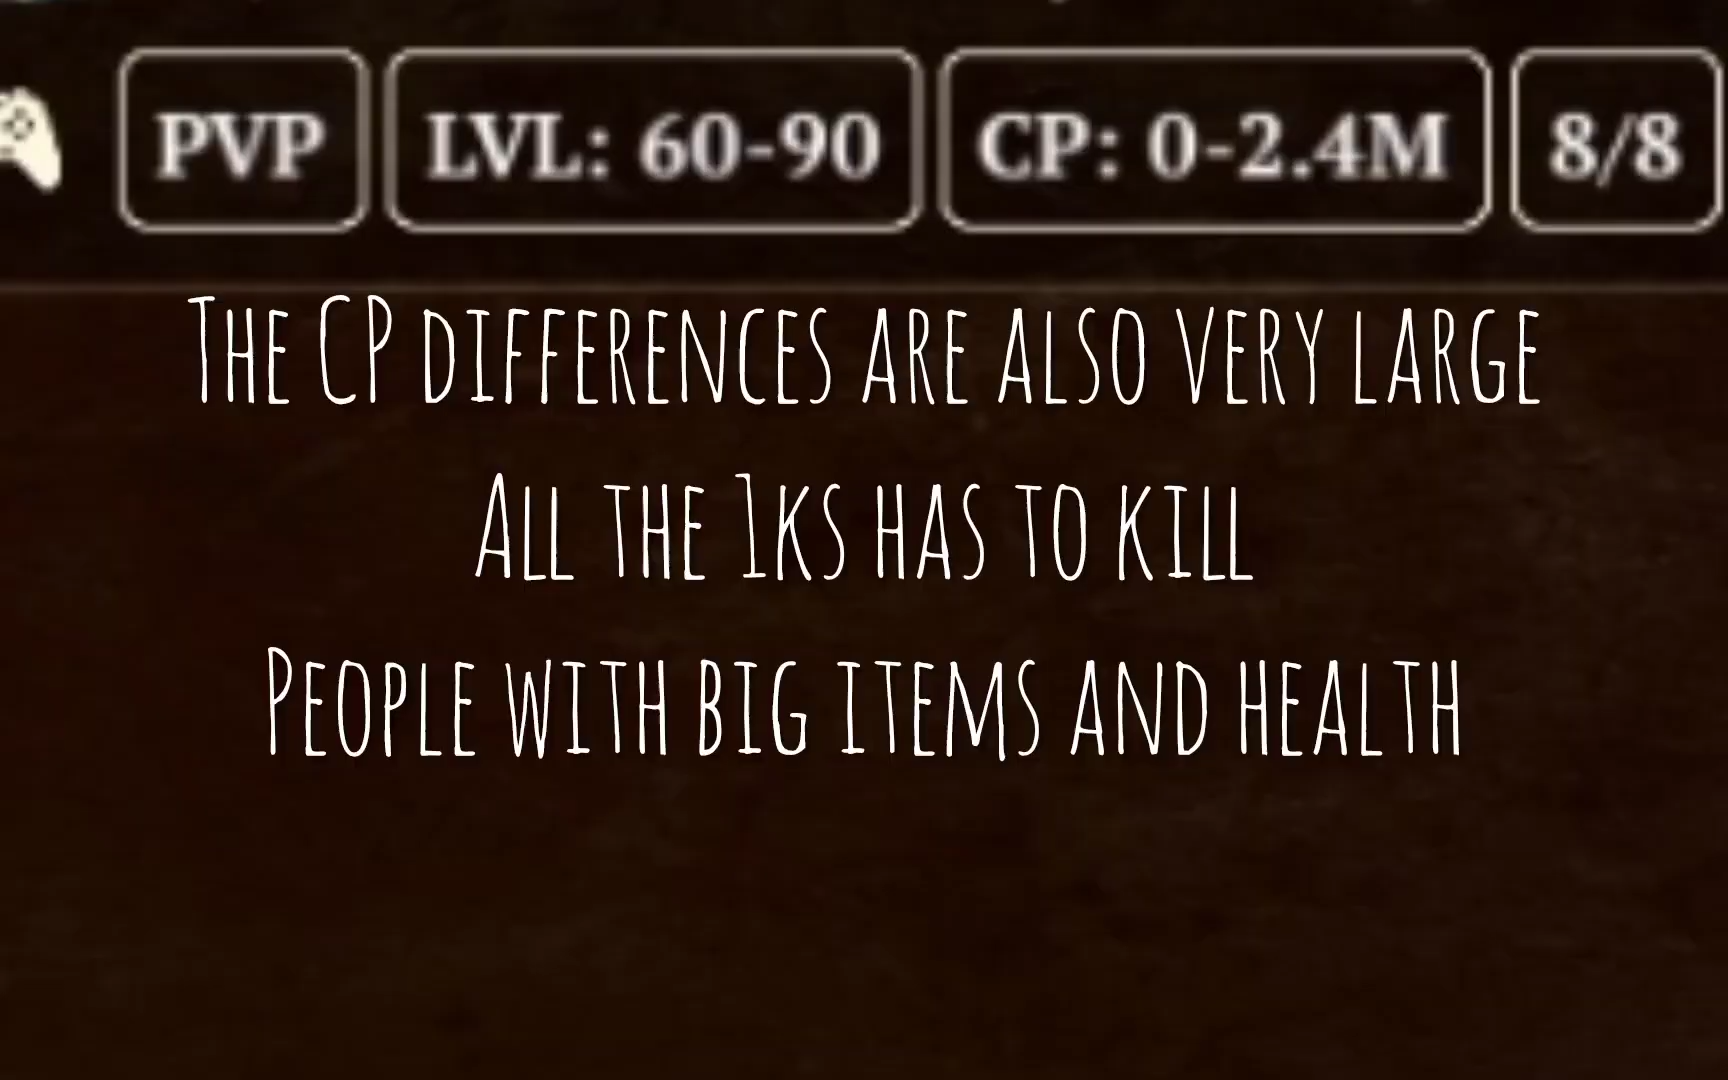 PVP LVL: 60-90 CP: 0-2.4M 8/8
The CP differences are also very large
All the 1ks has to kill
People with big items and health